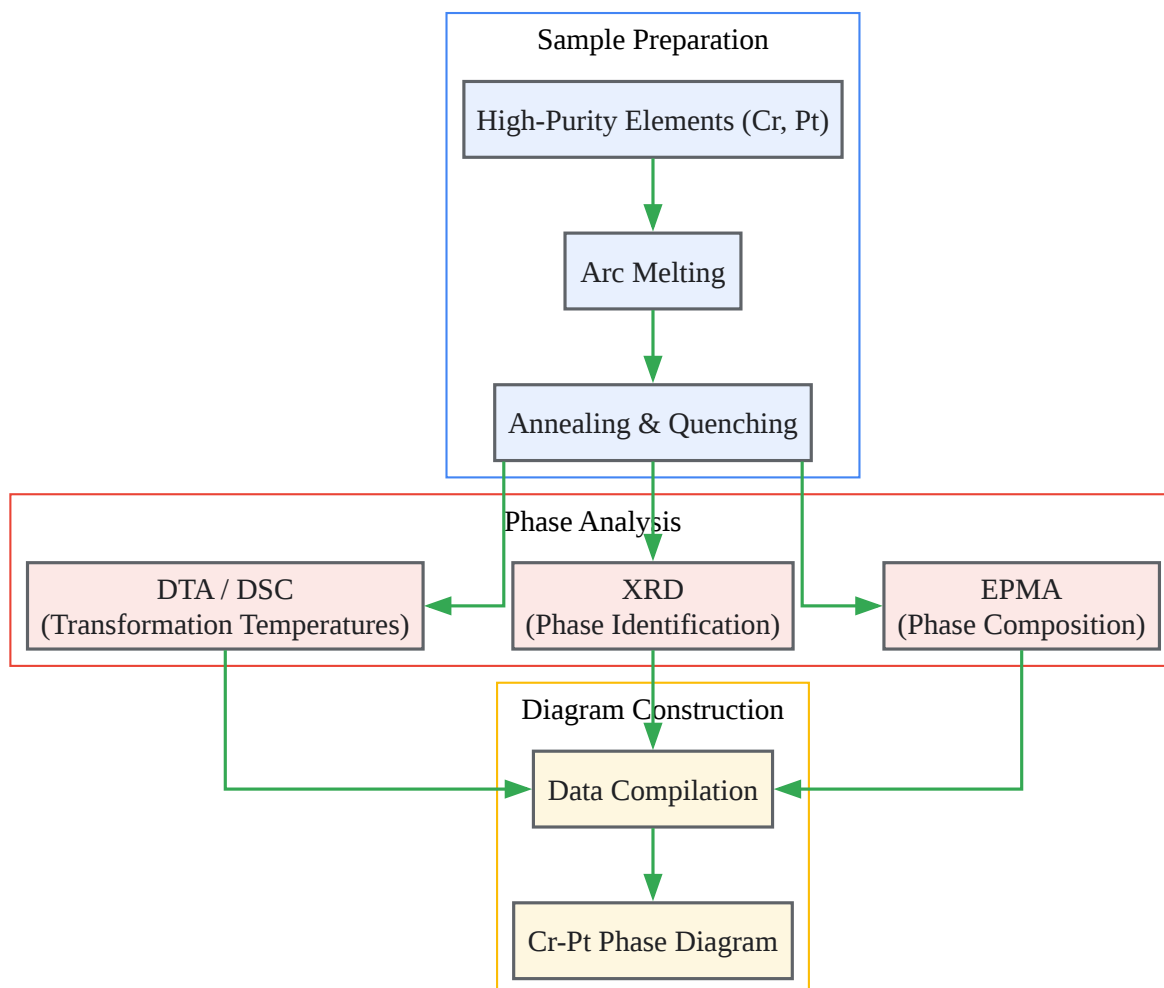 Sample Preparation
High-Purity Elements (Cr, Pt)
Arc Melting
Annealing & Quenching
Phase Analysis
DTA / DSC
(Transformation Temperatures)
XRD
(Phase Identification)
EPMA
(Phase Composition)
Diagram Construction
Data Compilation
Cr-Pt Phase Diagram